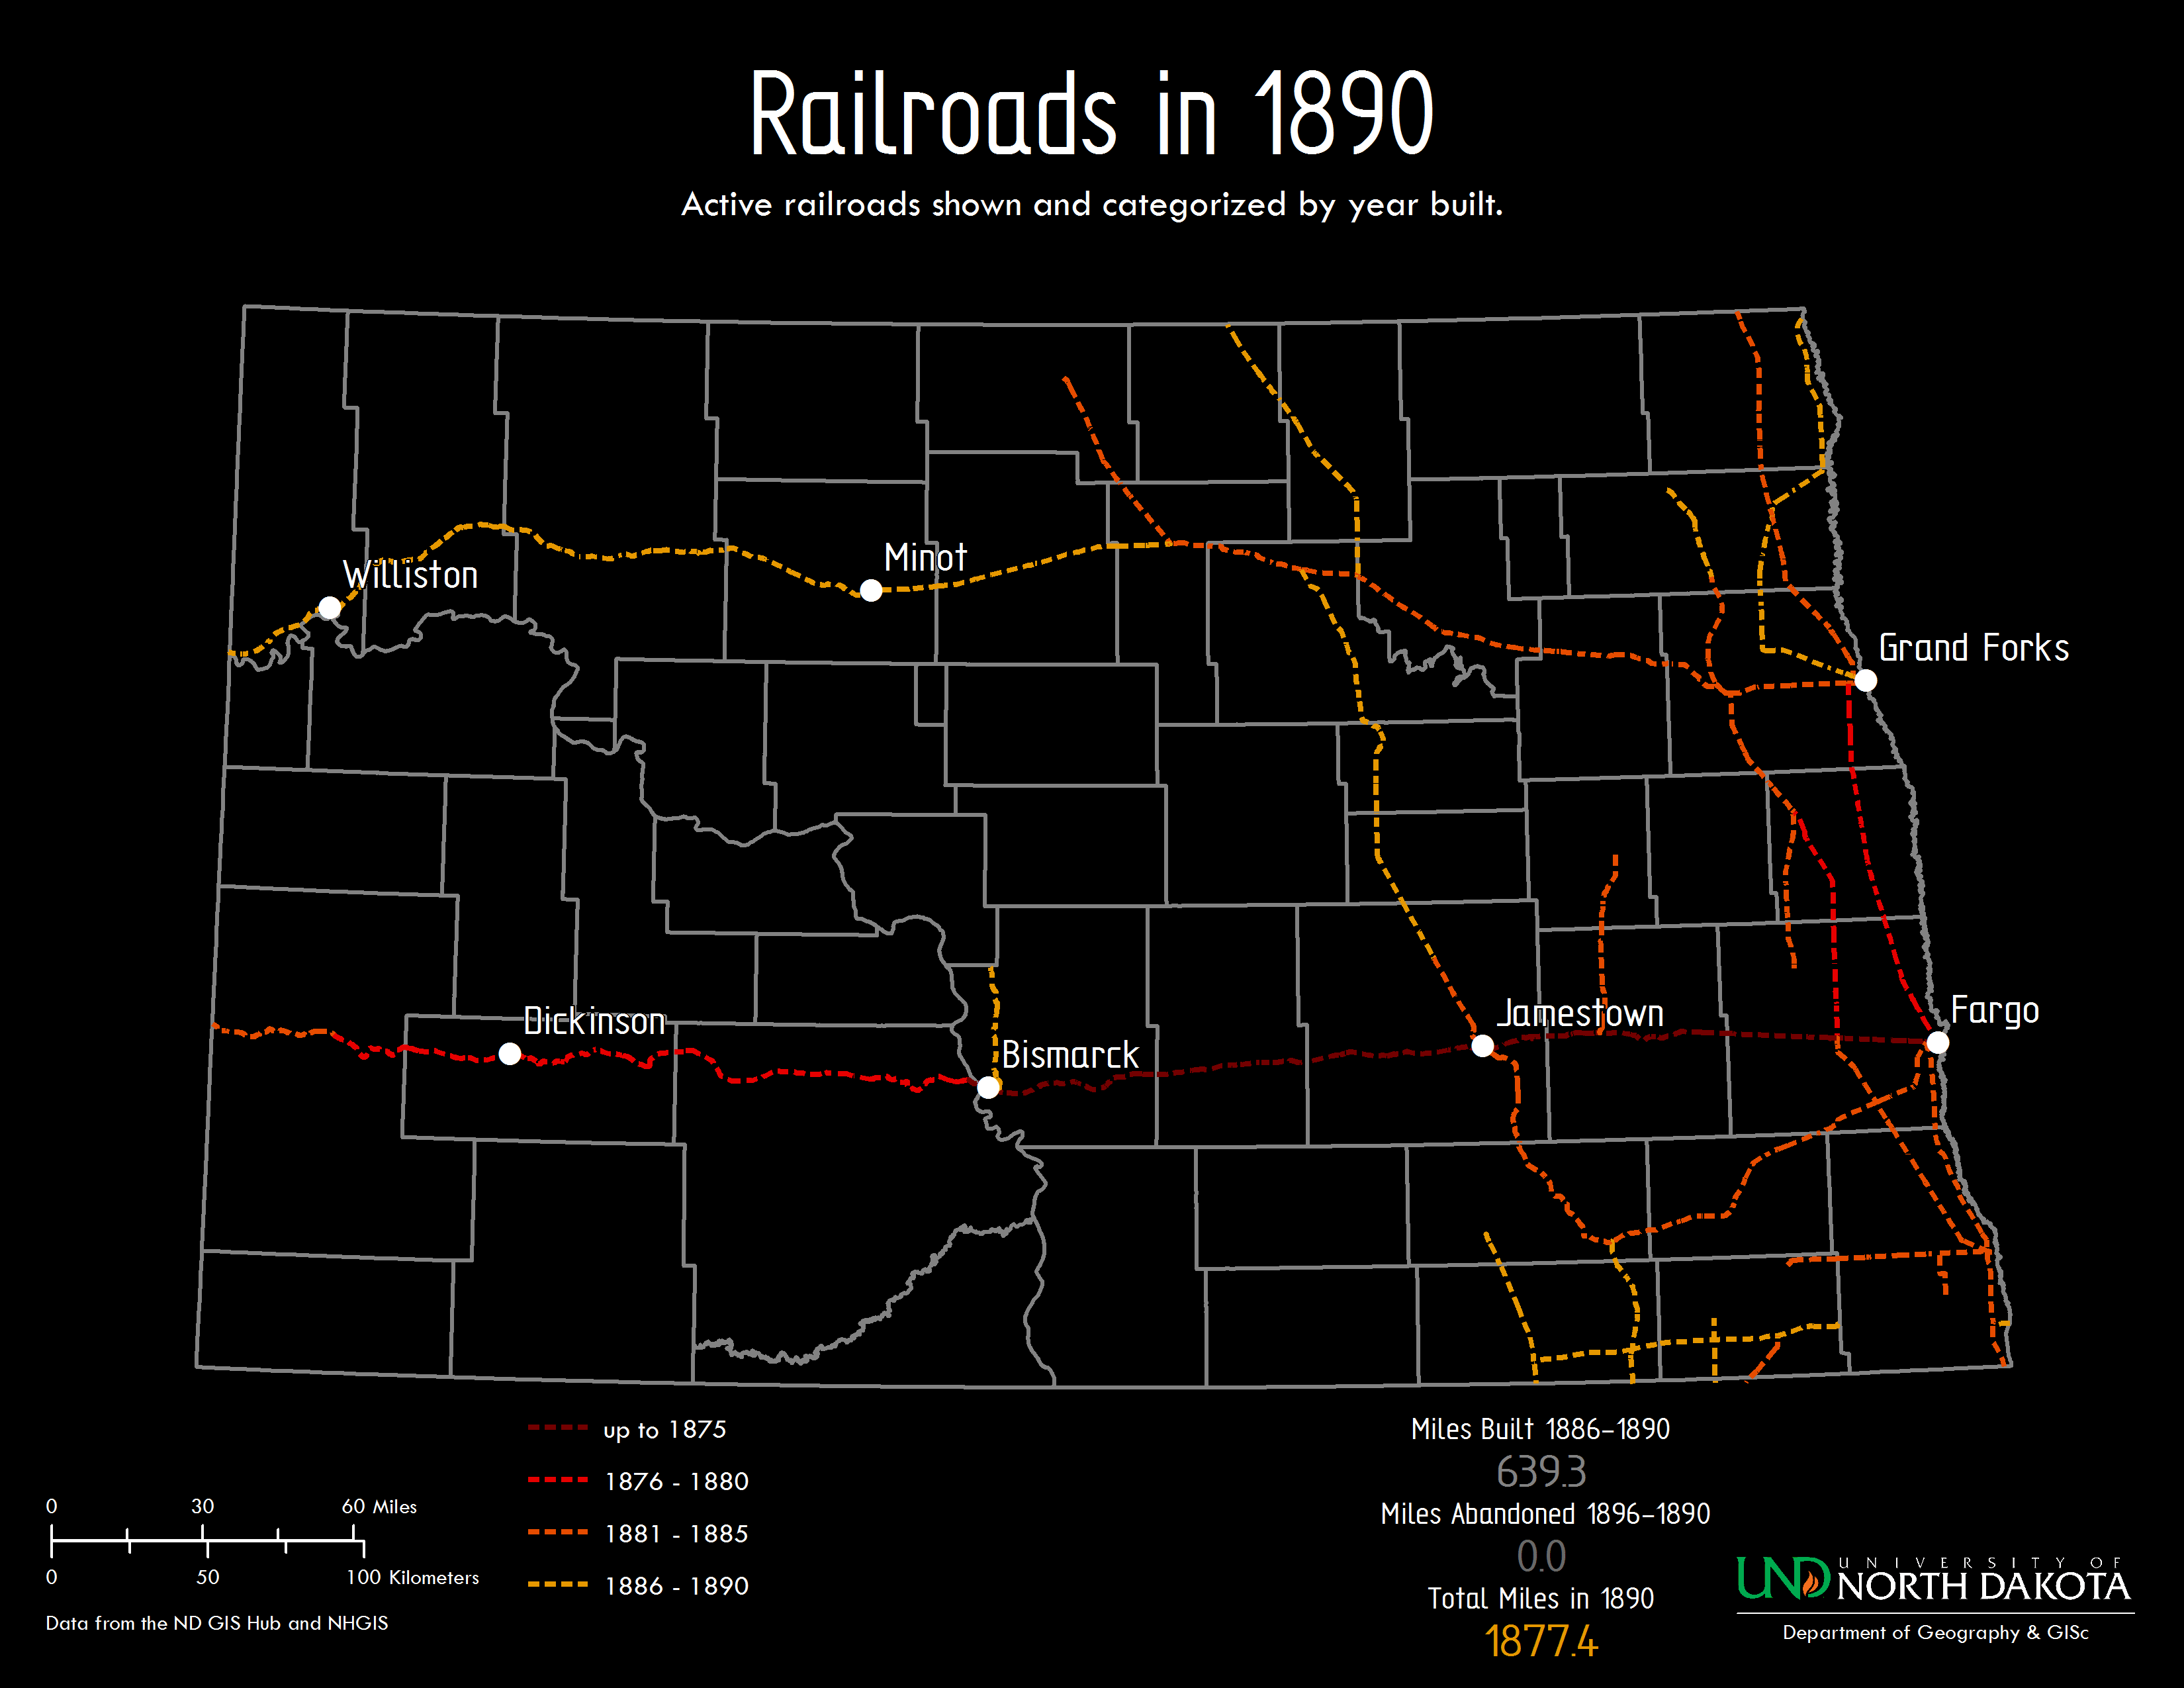 Railroads in 1890
Active railroads shown and categorized by year built.
Williston
Minot
Grand Forks
Dickinson
Bismarck
Jamestown
Fargo
up to 1875
1876 - 1880
1881 - 1885
1886 - 1890
0 30 60 Miles
0 50 100 Kilometers
Data from the ND GIS Hub and NHGIS
Miles Built 1886-1890
639.3
Miles Abandoned 1896-1890
0.0
Total Miles in 1890
1877.4
UND UNIVERSITY OF
NORTH DAKOTA
Department of Geography & GISc